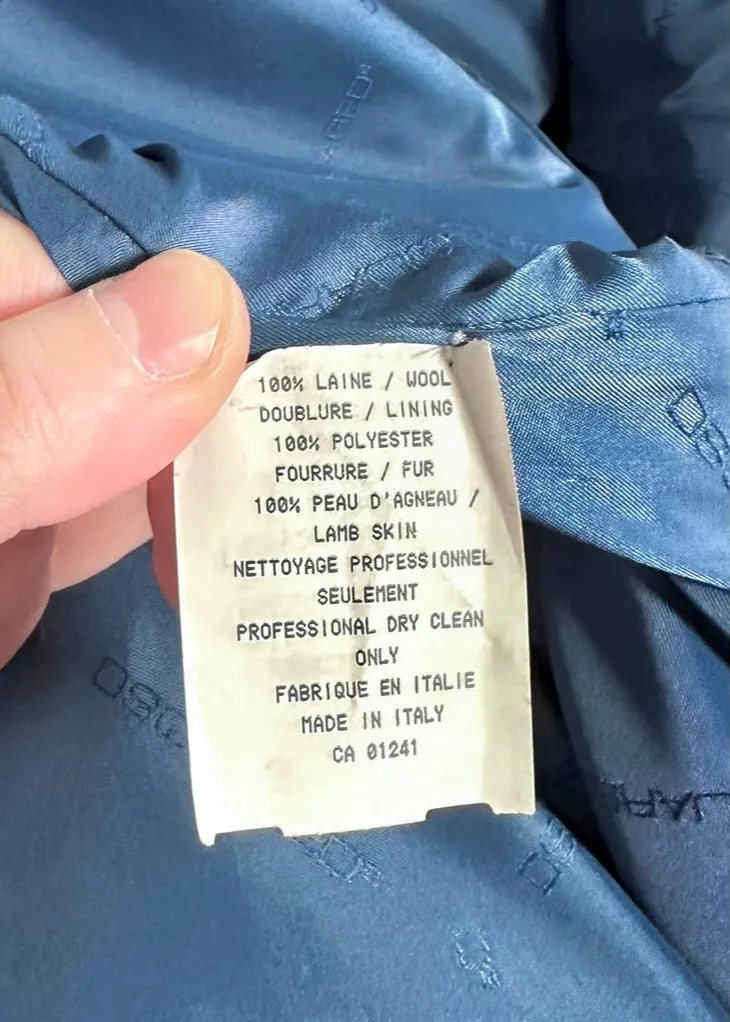 100% LAINE / WOOL
DOUBLURE / LINING
100% POLYESTER
FOURRURE / FUR
100% PEAU D'AGNEAU /
LAMB SKIN
NETTOYAGE PROFESSIONNEL
SEULEMENT
PROFESSIONAL DRY CLEAN
ONLY
FABRIQUE EN ITALIE
MADE IN ITALY
CA 01241